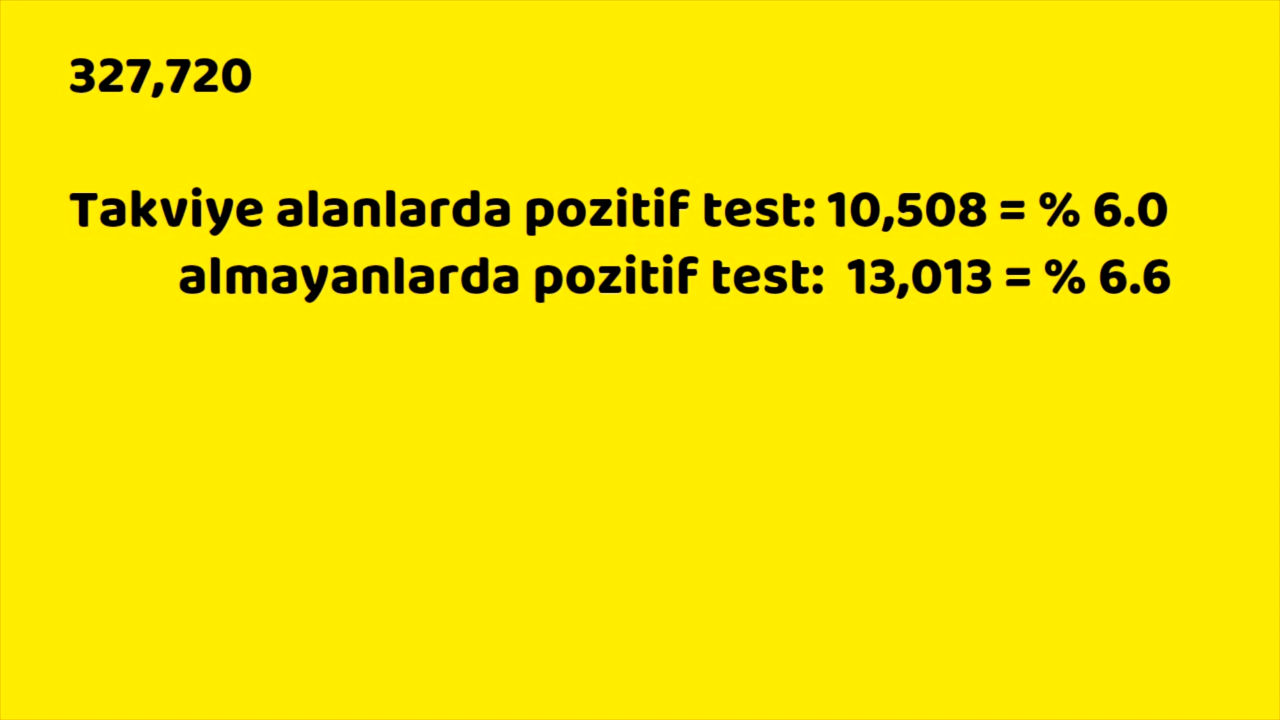 327,720
Takviye alanlarda pozitif test: 10,508 = % 6.0
almayanlarda pozitif test: 13,013 = % 6.6